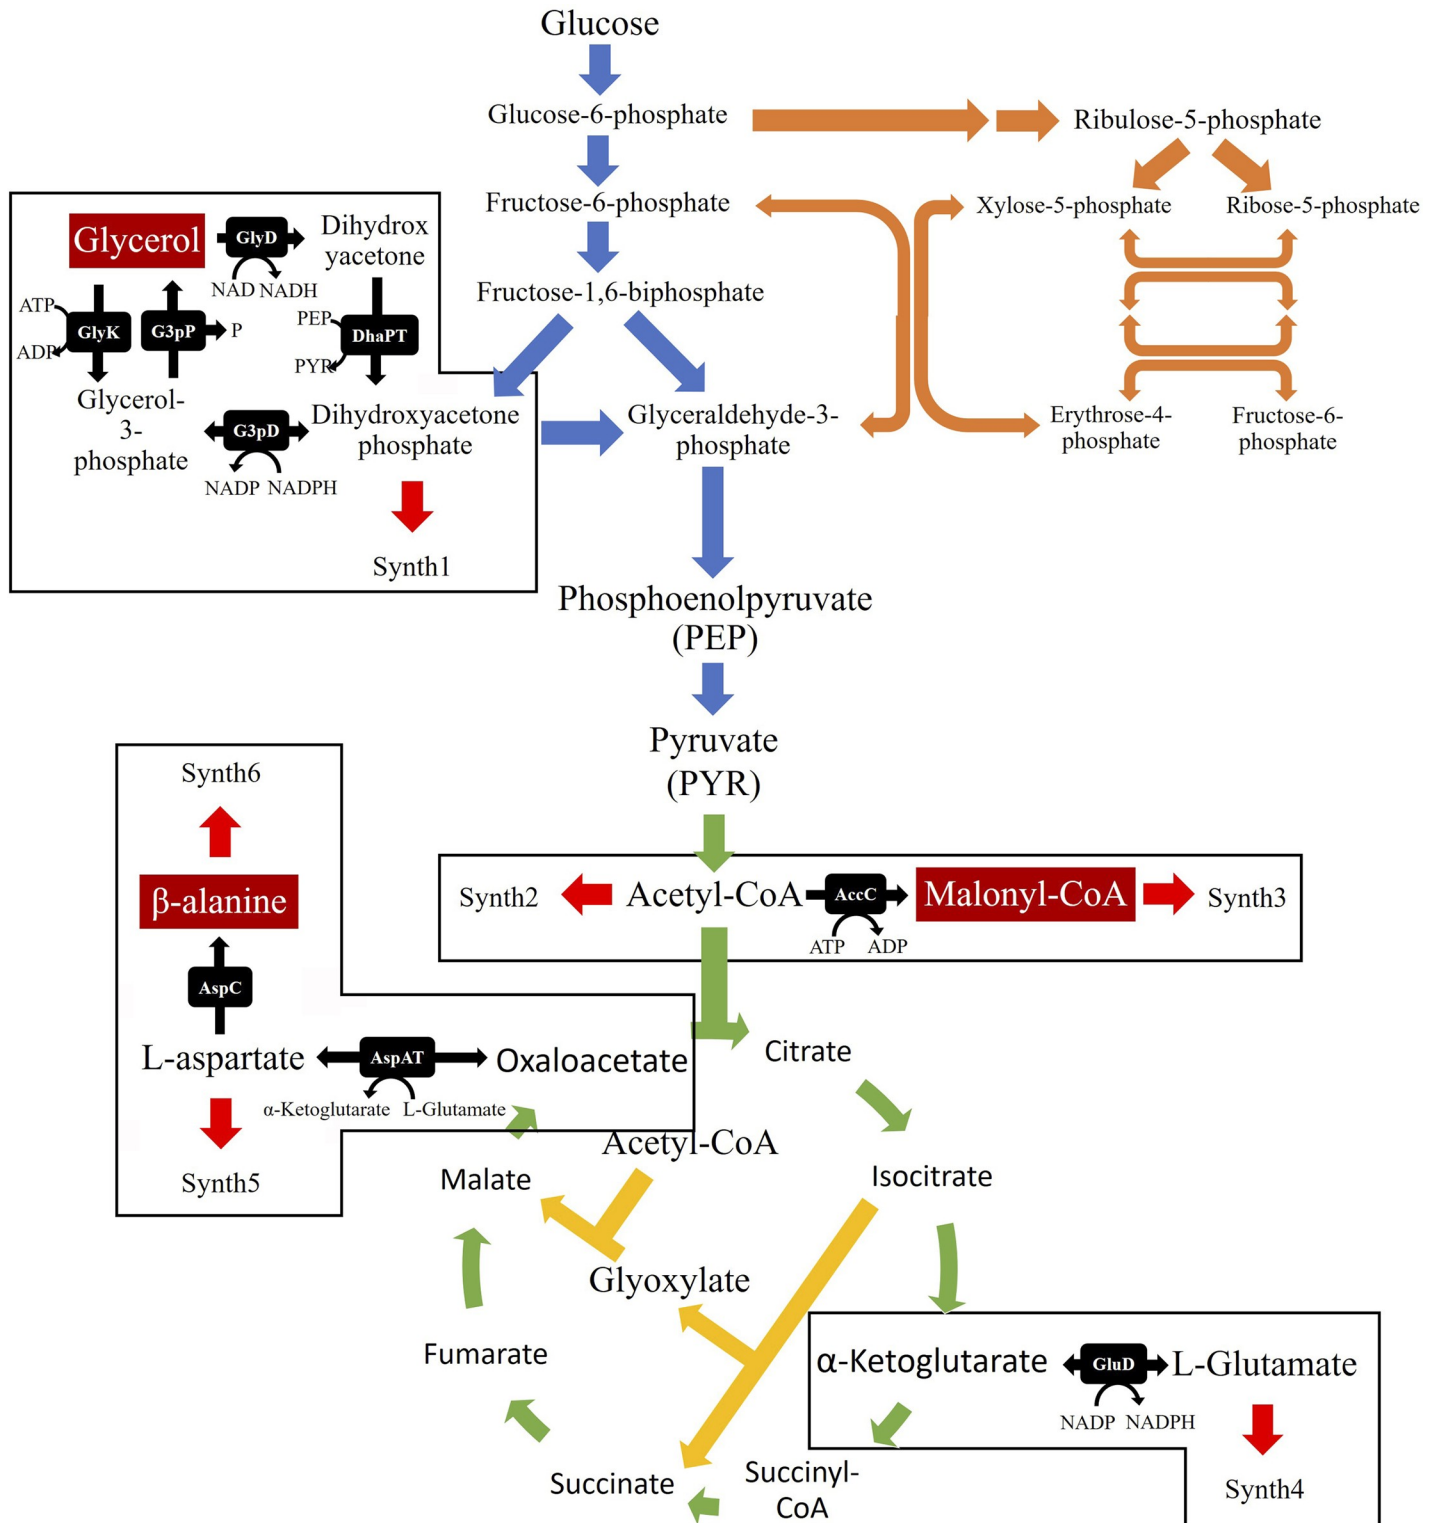 Glucose
Glucose-6-phosphate
Ribulose-5-phosphate
Fructose-6-phosphate
Xylose-5-phosphate
Ribose-5-phosphate
Glycerol
GlyD
Dihydrox
yacetone
NAD NADH
Fructose-1,6-biphosphate
ATP
GlyK
ADP
G3pP
P
PEP
DhaPT
PYR
Glycerol-
3-
phosphate
G3pD
NADP NADPH
Dihydroxyacetone
phosphate
Glyceraldehyde-3-
phosphate
Erythrose-4-
phosphate
Fructose-6-
phosphate
Synth1
Phosphoenolpyruvate
(PEP)
Pyruvate
(PYR)
Synth6
β-alanine
AspC
Synth2
Acetyl-CoA
AccC
ATP ADP
Malonyl-CoA
Synth3
L-aspartate
AspAT
Oxaloacetate
α-Ketoglutarate L-Glutamate
Synth5
Citrate
Acetyl-CoA
Malate
Isocitrate
Glyoxylate
Fumarate
α-Ketoglutarate
GluD
L-Glutamate
NADP NADPH
Succinate
Succinyl-
CoA
Synth4